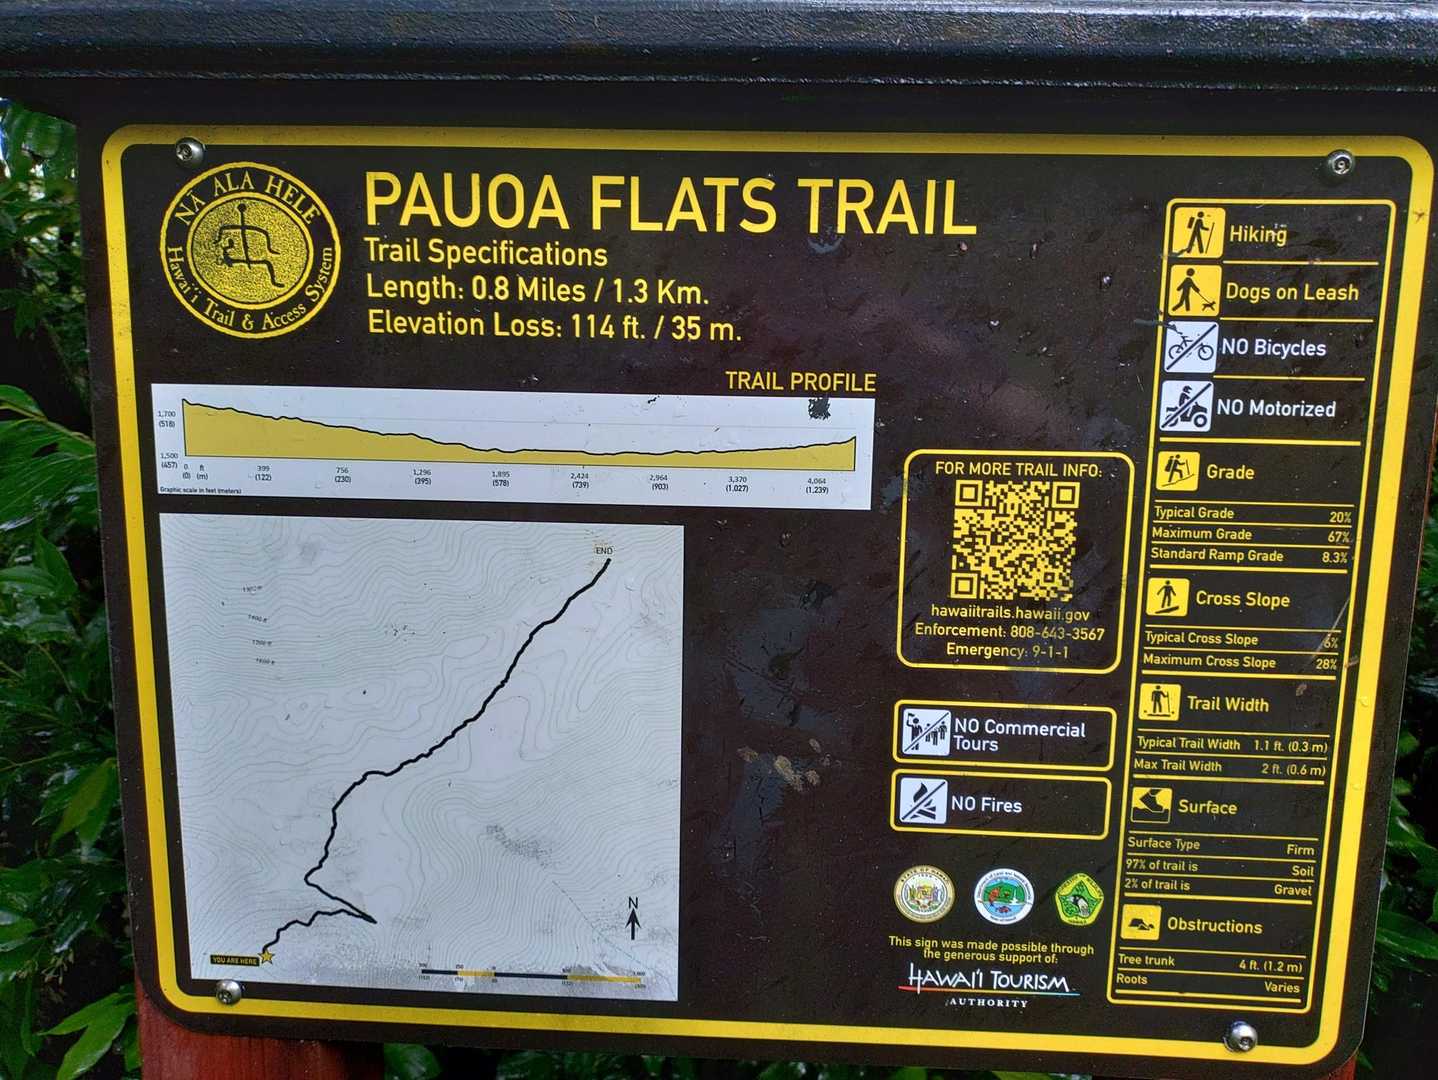 NĀ ALA HELE
Hawai'i Trail & Access System
PAUOA FLATS TRAIL
Trail Specifications
Length: 0.8 Miles / 1.3 Km.
Elevation Loss: 114 ft. / 35 m.
TRAIL PROFILE
1,700
(518)
1,500
(457)
0 ft 399 756 1,296 1,895 2,424 2,964 3,370 4,064
(0) (m) (122) (230) (395) (578) (739) (903) (1,027) (1,239)
Graphic scale in feet (meters)
END
YOU ARE HERE
N
FOR MORE TRAIL INFO:
hawaiitrails.hawaii.gov
Enforcement: 808-643-3567
Emergency: 9-1-1
NO Commercial
Tours
NO Fires
This sign was made possible through
the generous support of:
HAWAI'I TOURISM
AUTHORITY
Hiking
Dogs on Leash
NO Bicycles
NO Motorized
Grade
Typical Grade 20%
Maximum Grade 67%
Standard Ramp Grade 8.3%
Cross Slope
Typical Cross Slope 6%
Maximum Cross Slope 28%
Trail Width
Typical Trail Width 1.1 ft. (0.3 m)
Max Trail Width 2 ft. (0.6 m)
Surface
Surface Type Firm
97% of trail is Soil
2% of trail is Gravel
Obstructions
Tree trunk 4 ft. (1.2 m)
Roots Varies